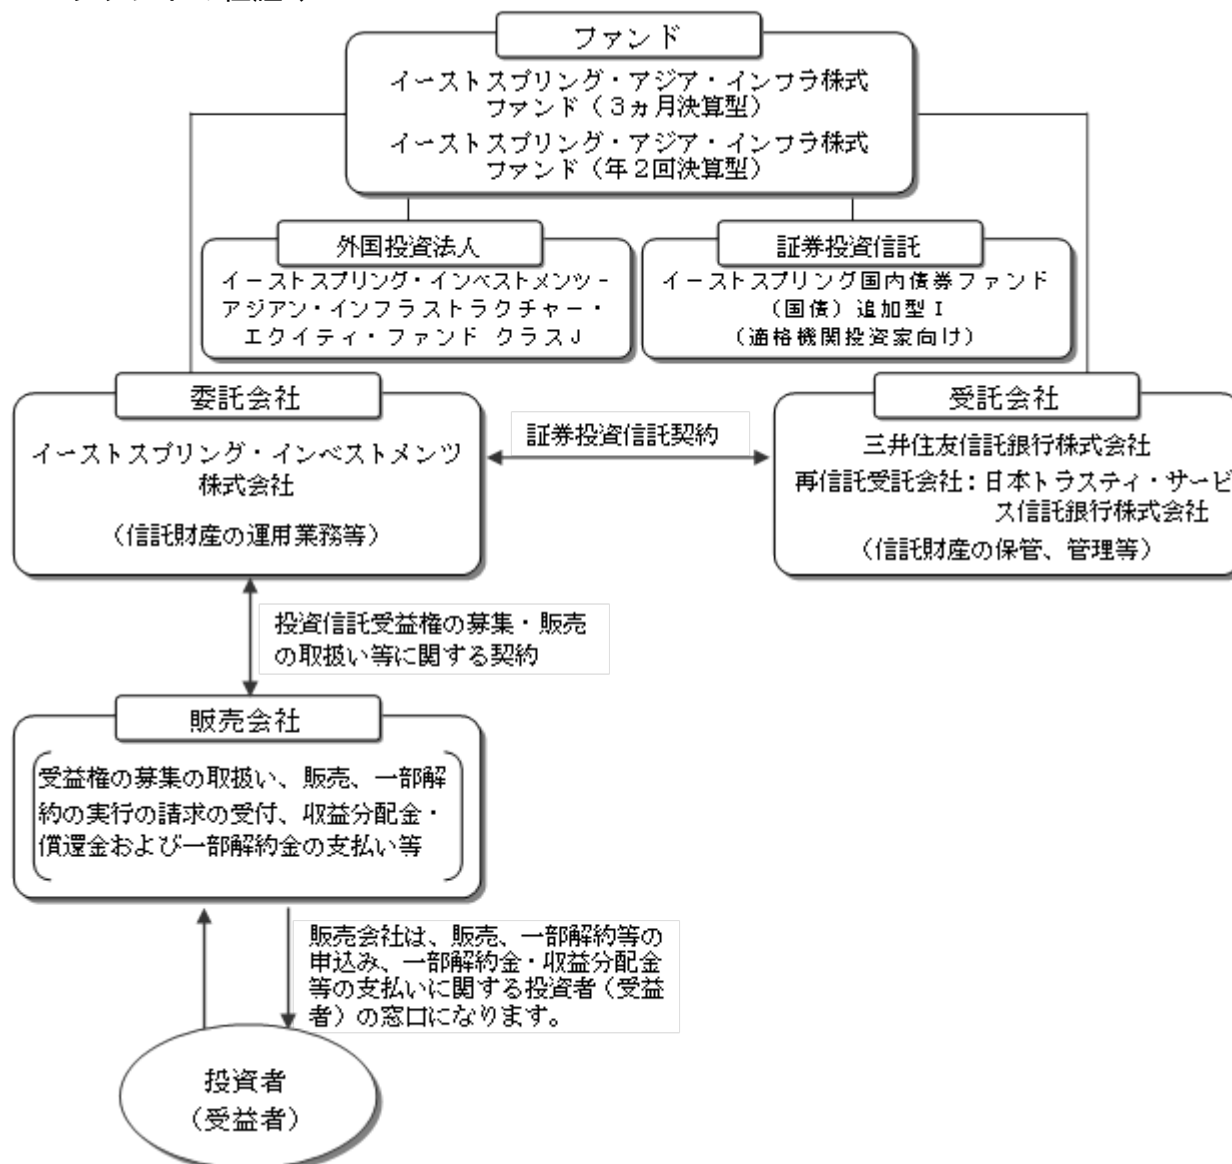 ファンド
イーストスプリング・アジア・インフラ株式
ファンド（３ヵ月決算型）
イーストスプリング・アジア・インフラ株式
ファンド（年２回決算型）
外国投資法人
イーストスプリング・インベストメンツ－
アジアン・インフラストラクチャー・
エクイティ・ファンド クラスＪ
証券投資信託
イーストスプリング国内債券ファンド
（国債）追加型Ⅰ
（適格機関投資家向け）
委託会社
イーストスプリング・インベストメンツ
株式会社
（信託財産の運用業務等）
証券投資信託契約
受託会社
三井住友信託銀行株式会社
再信託受託会社：日本トラスティ・サービ
ス信託銀行株式会社
（信託財産の保管、管理等）
投資信託受益権の募集・販売
の取扱い等に関する契約
販売会社
受益権の募集の取扱い、販売、一部解
約の実行の請求の受付、収益分配金・
償還金および一部解約金の支払い等
販売会社は、販売、一部解約等の
申込み、一部解約金・収益分配金
等の支払いに関する投資者（受益
者）の窓口になります。
投資者
（受益者）